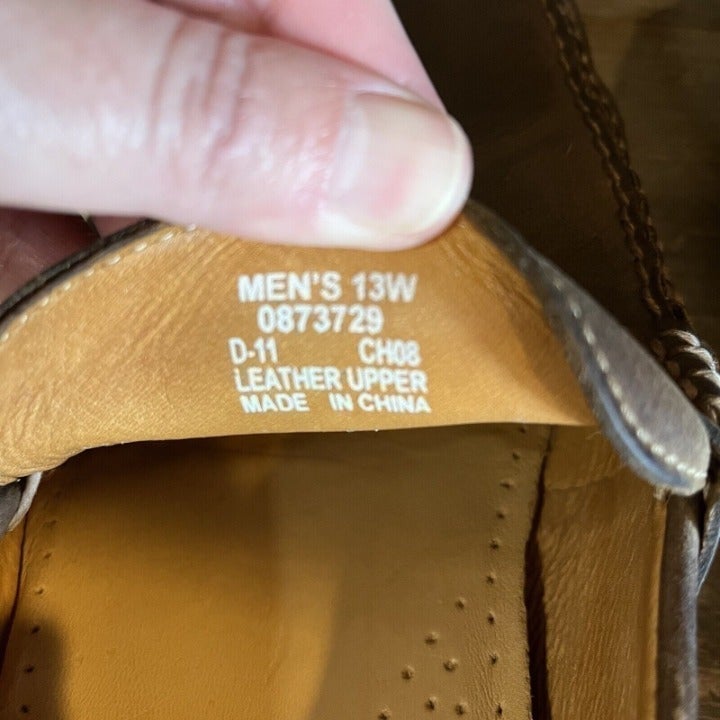 MEN'S 13W
0873729
D-11 CH08
LEATHER UPPER
MADE IN CHINA